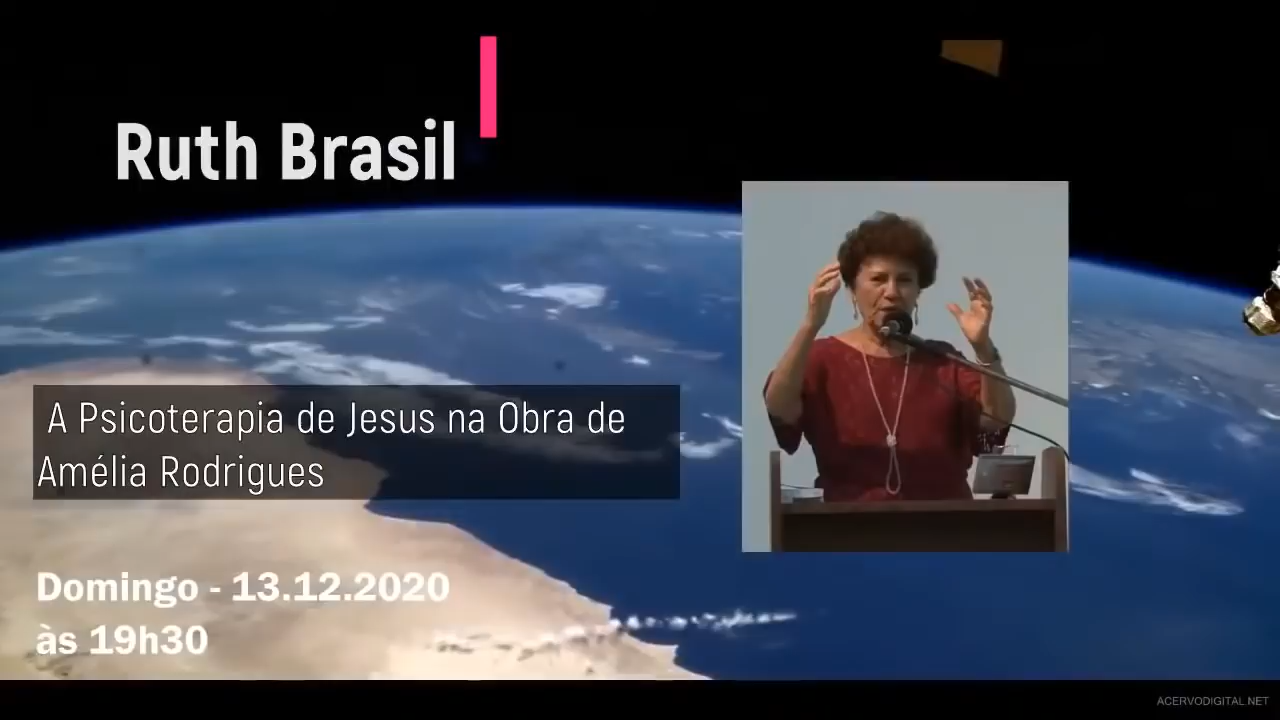 Ruth Brasil
A Psicoterapia de Jesus na Obra de
Amélia Rodrigues
Domingo - 13.12.2020
às 19h30
ACERVODIGITAL.NET